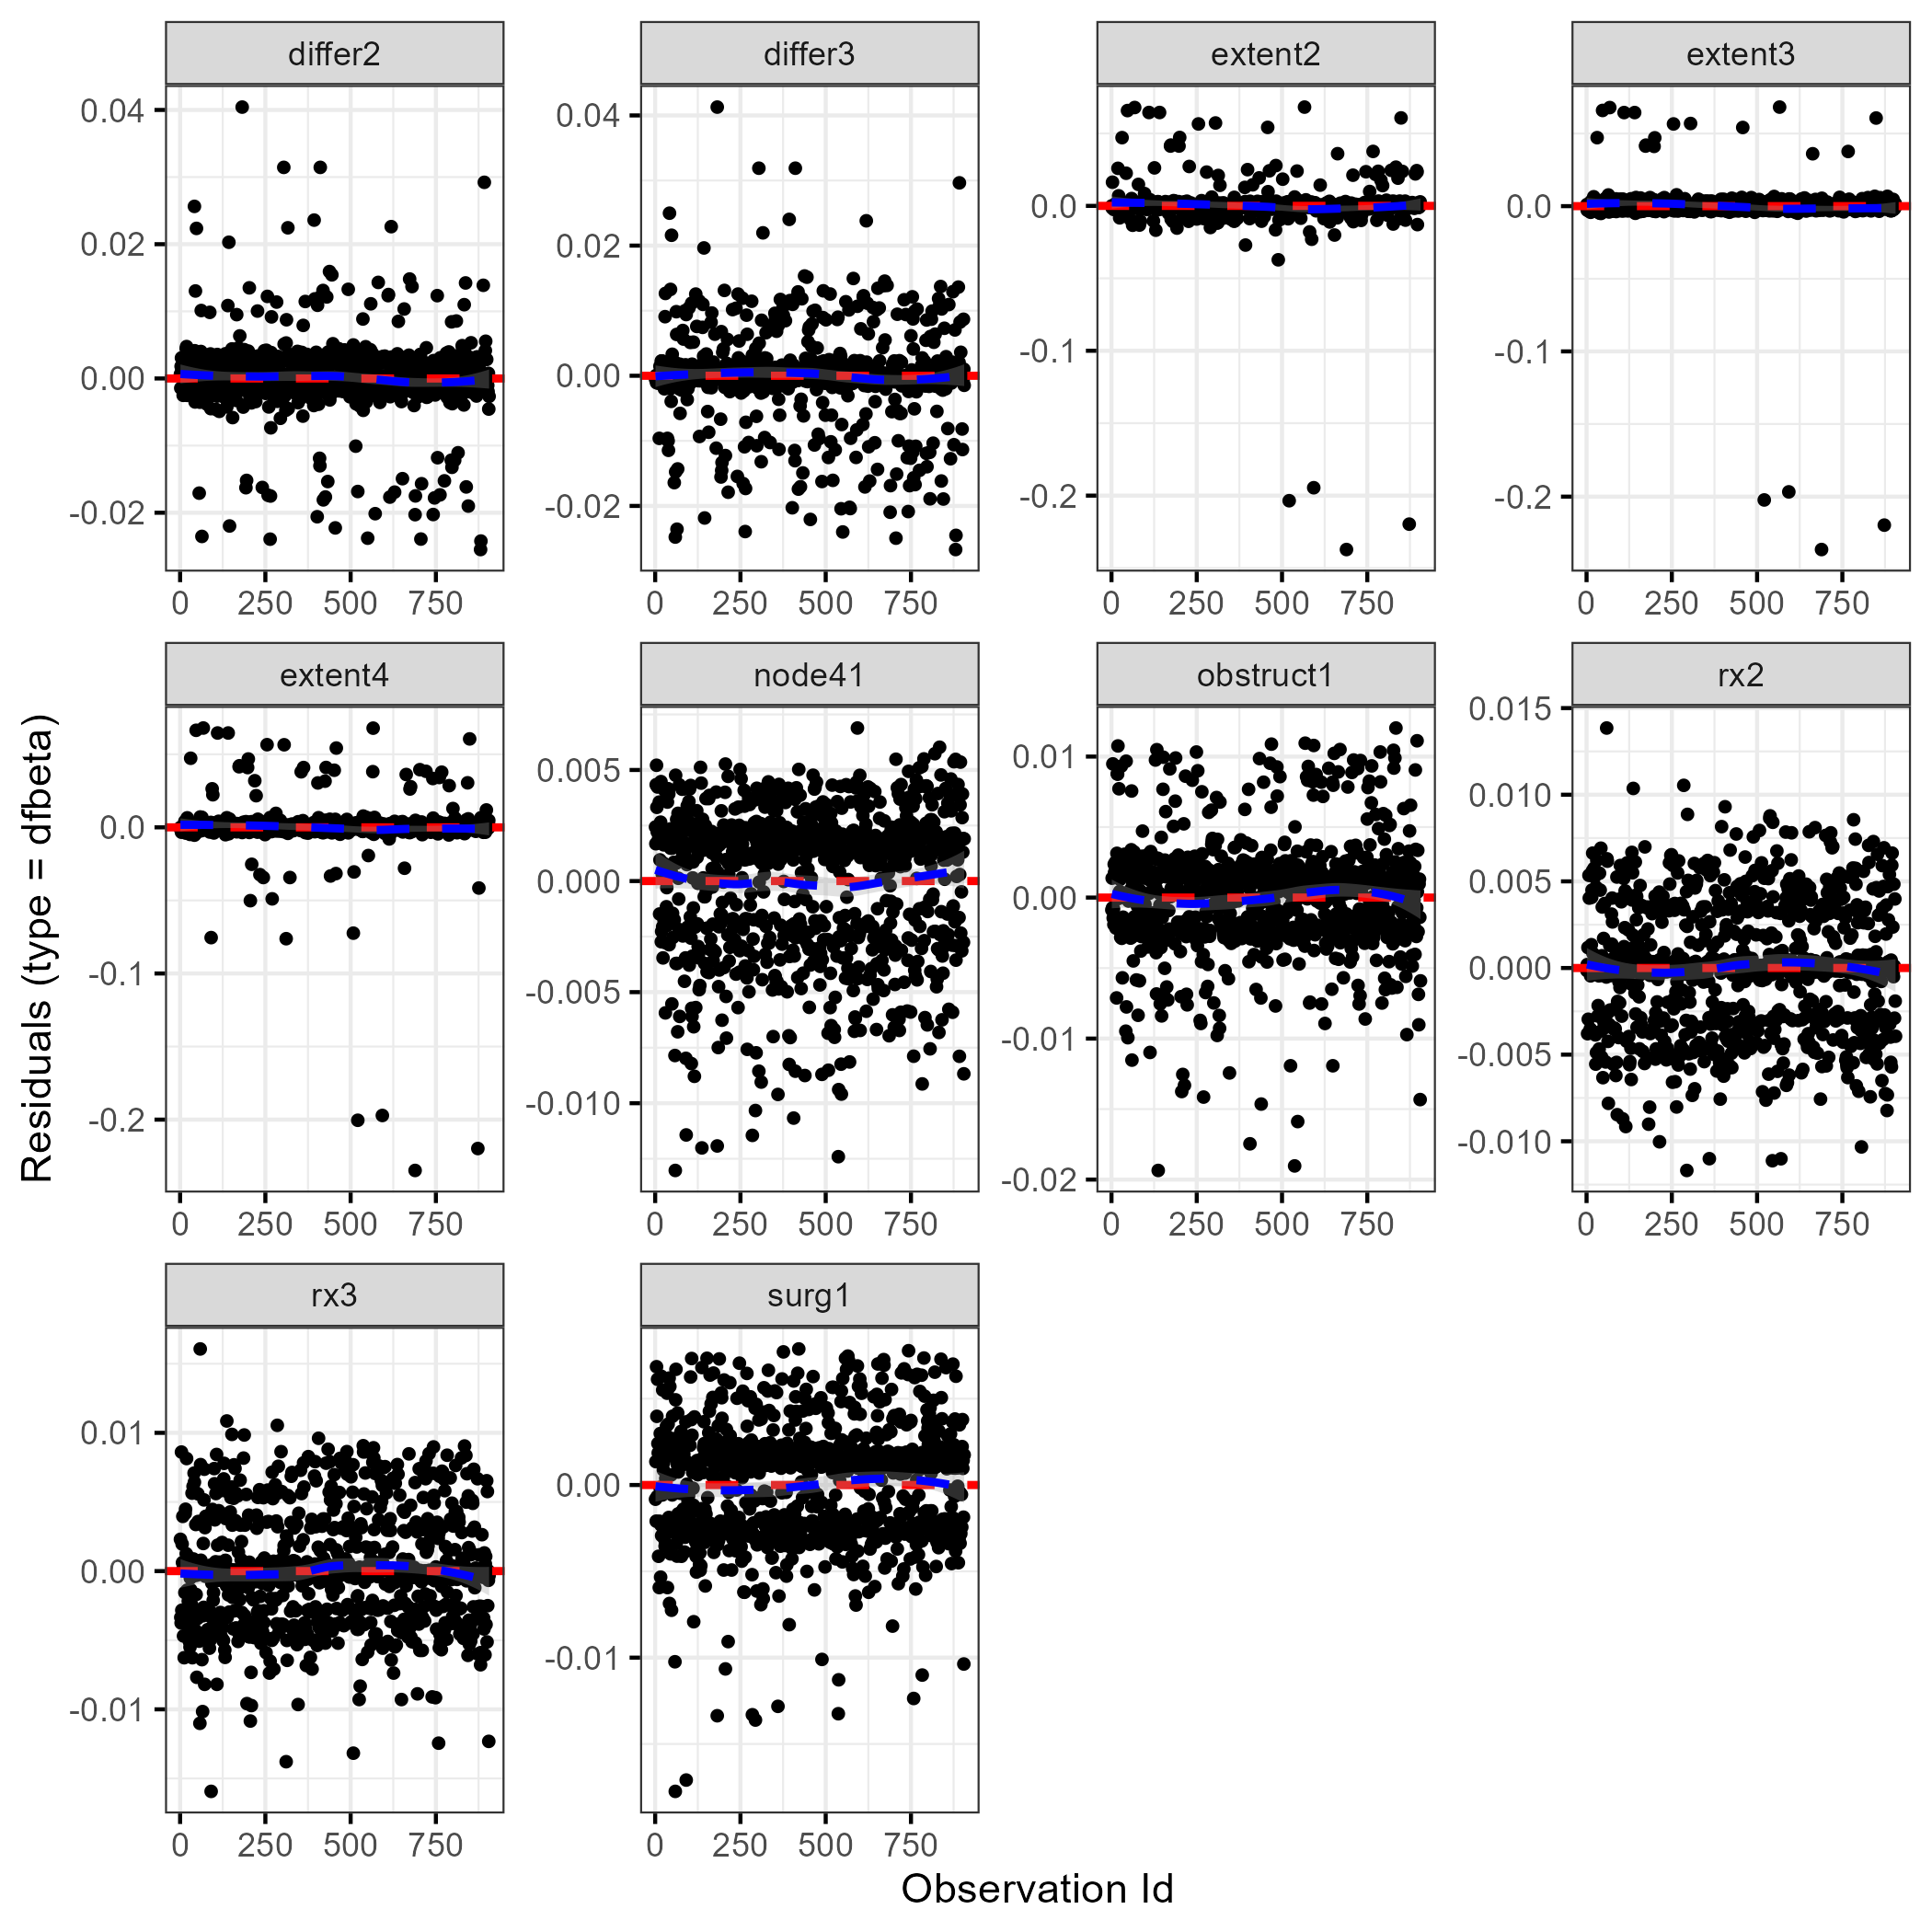 differ2 differ3 extent2 extent3
0.04 0.04
0.02 0.02 0.0 0.0
0.00 0.00 -0.1 -0.1
-0.02 -0.02 -0.2 -0.2
0 250 500 750 0 250 500 750 0 250 500 750 0 250 500 750
extent4 node41 obstruct1 rx2
0.015
0.005 0.01 0.010
0.0 0.000 0.00 0.005
-0.1 -0.005 -0.01 0.000
-0.2 -0.010 -0.02 -0.005
-0.010
0 250 500 750 0 250 500 750 0 250 500 750 0 250 500 750
Residuals (type = dfbeta)
rx3 surg1
0.01
0.00 0.00
-0.01 -0.01
0 250 500 750 0 250 500 750
Observation Id